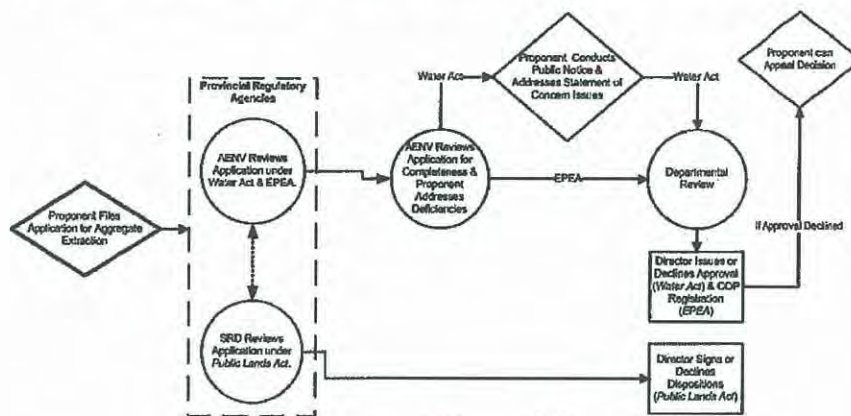 Proponent Files
Application for Aggregate
Extraction
Provincial Regulatory
Agencies
AENV Reviews
Application under
Water Act & EPEA.
SRD Reviews
Application under
Public Lands Act.
AENV Reviews
Application for
Completeness &
Proponent
Addresses
Deficiencies
Water Act
Proponent Conducts
Public Notice &
Addresses Statement of
Concern Issues
Water Act
EPEA
Departmental
Review
Director Issues or
Declines Approval
(Water Act) & COP
Registration
(EPEA)
If Approval Declined
Proponent can
Appeal Decision
Director Signs or
Declines
Dispositions
(Public Lands Act)